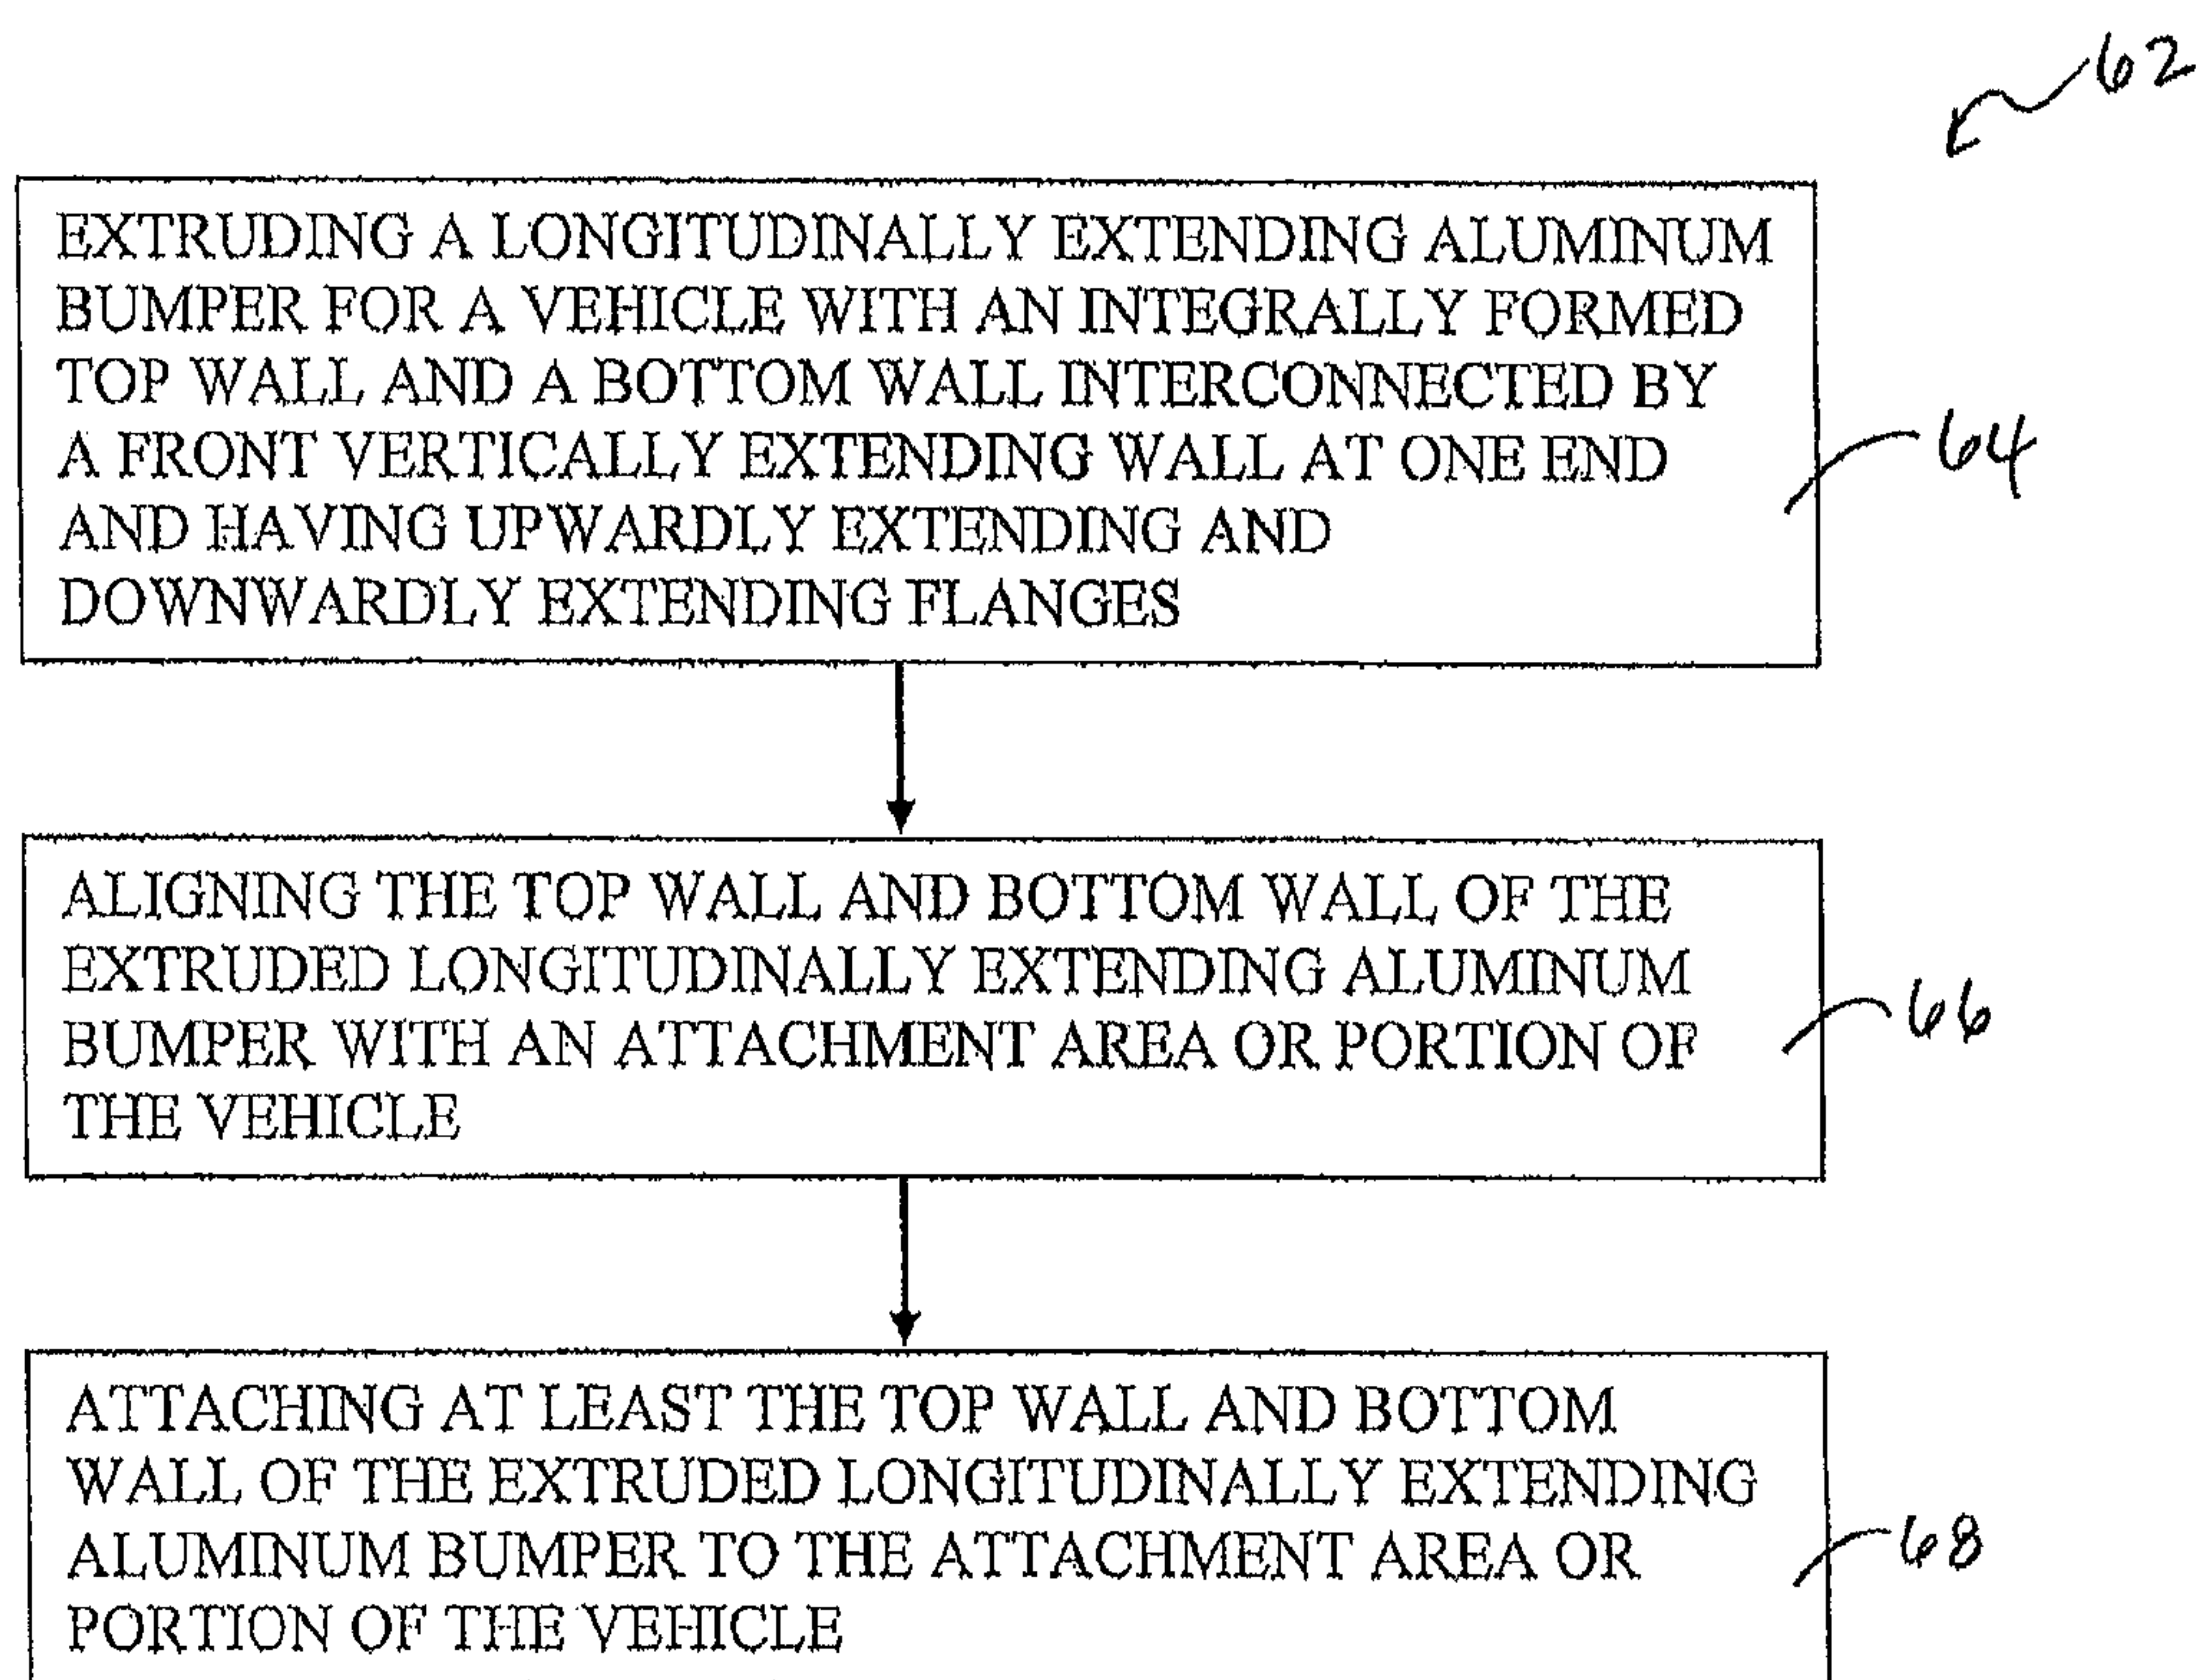 62
EXTRUDING A LONGITUDINALLY EXTENDING ALUMINUM
BUMPER FOR A VEHICLE WITH AN INTEGRALLY FORMED
TOP WALL AND A BOTTOM WALL INTERCONNECTED BY
A FRONT VERTICALLY EXTENDING WALL AT ONE END
AND HAVING UPWARDLY EXTENDING AND
DOWNWARDLY EXTENDING FLANGES
64
ALIGNING THE TOP WALL AND BOTTOM WALL OF THE
EXTRUDED LONGITUDINALLY EXTENDING ALUMINUM
BUMPER WITH AN ATTACHMENT AREA OR PORTION OF
THE VEHICLE
66
ATTACHING AT LEAST THE TOP WALL AND BOTTOM
WALL OF THE EXTRUDED LONGITUDINALLY EXTENDING
ALUMINUM BUMPER TO THE ATTACHMENT AREA OR
PORTION OF THE VEHICLE
68